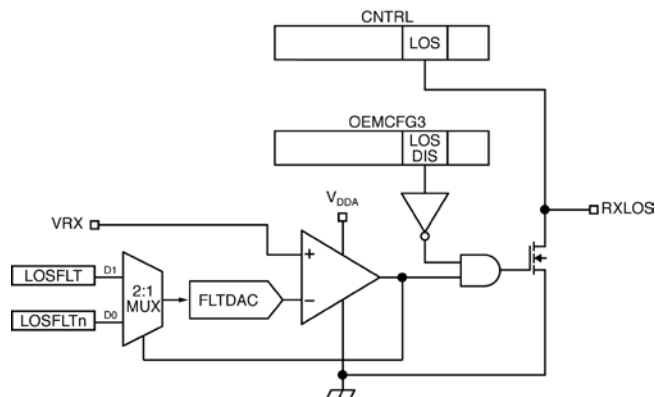 CNTRL
LOS
OEMCFG3
LOS
DIS
VDDA
VRX
RXLOS
+
LOSFLT
D1
2:1
MUX
FLTDAC
−
LOSFLTn
D0